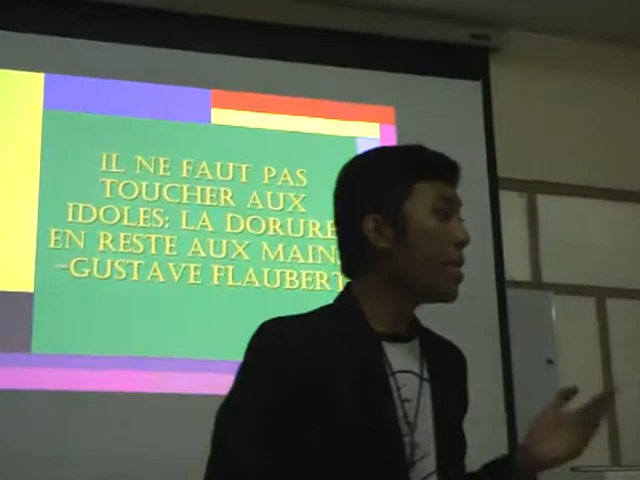 IL NE FAUT PAS
TOUCHER AUX
IDOLES: LA DORURE
EN RESTE AUX MAINS
-GUSTAVE FLAUBERT